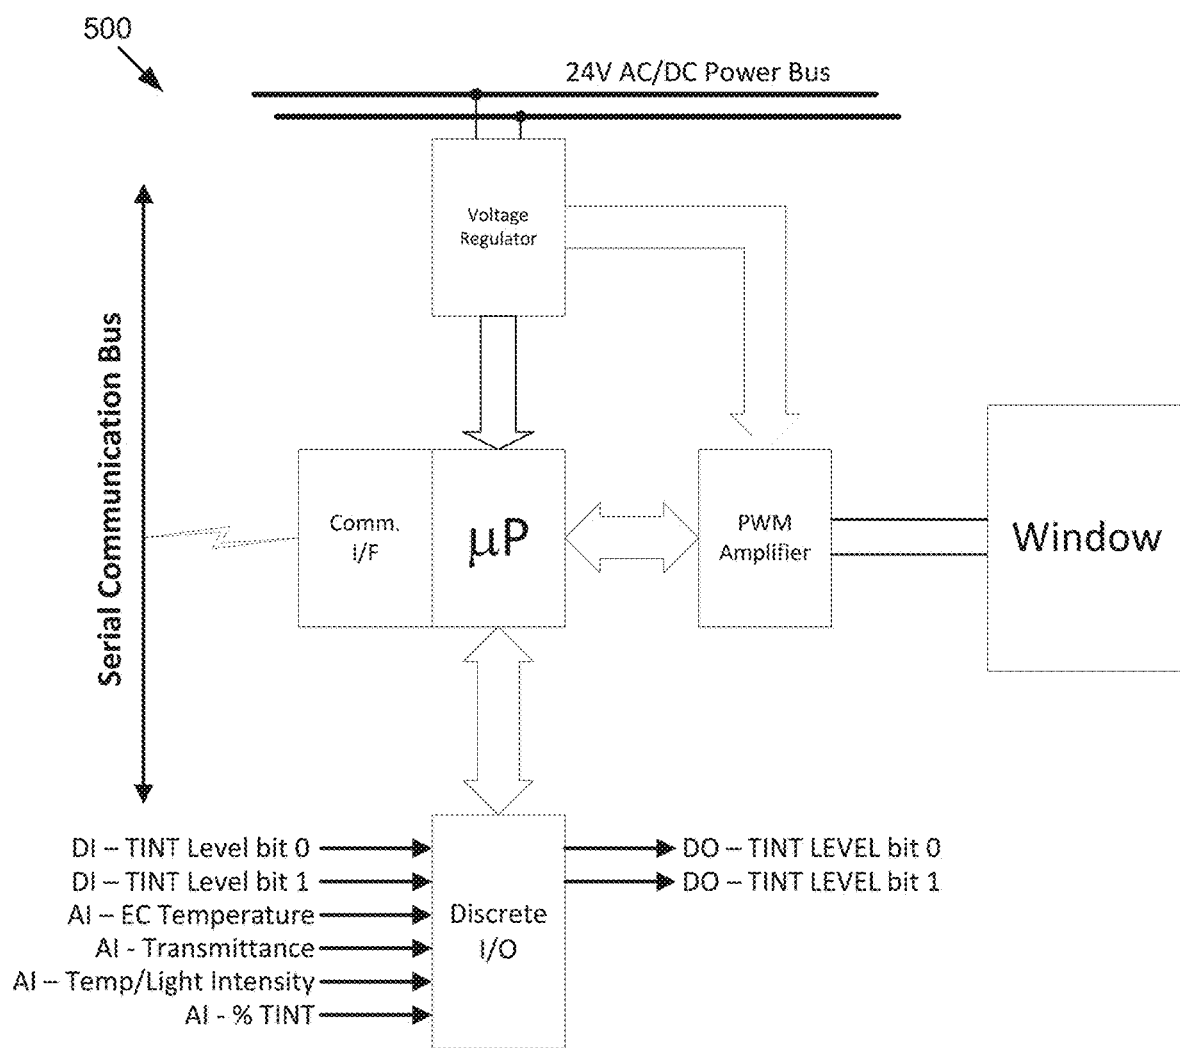 500
24V AC/DC Power Bus
Voltage
Regulator
Serial Communication Bus
Comm.
I/F
μP
PWM
Amplifier
Window
DI – TINT Level bit 0
DI – TINT Level bit 1
AI – EC Temperature
AI - Transmittance
AI – Temp/Light Intensity
AI - % TINT
Discrete
I/O
DO – TINT LEVEL bit 0
DO – TINT LEVEL bit 1